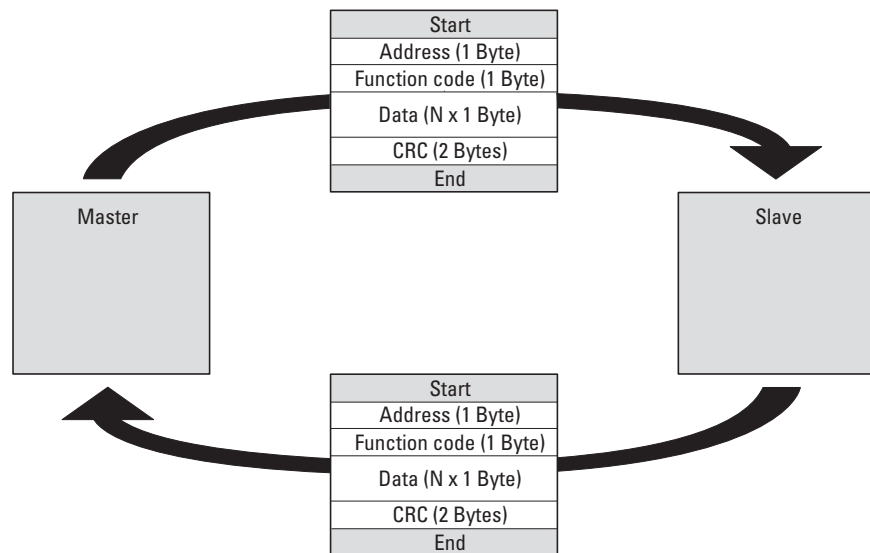 Start
Address (1 Byte)
Function code (1 Byte)
Data (N x 1 Byte)
CRC (2 Bytes)
End
Master
Slave
Start
Address (1 Byte)
Function code (1 Byte)
Data (N x 1 Byte)
CRC (2 Bytes)
End